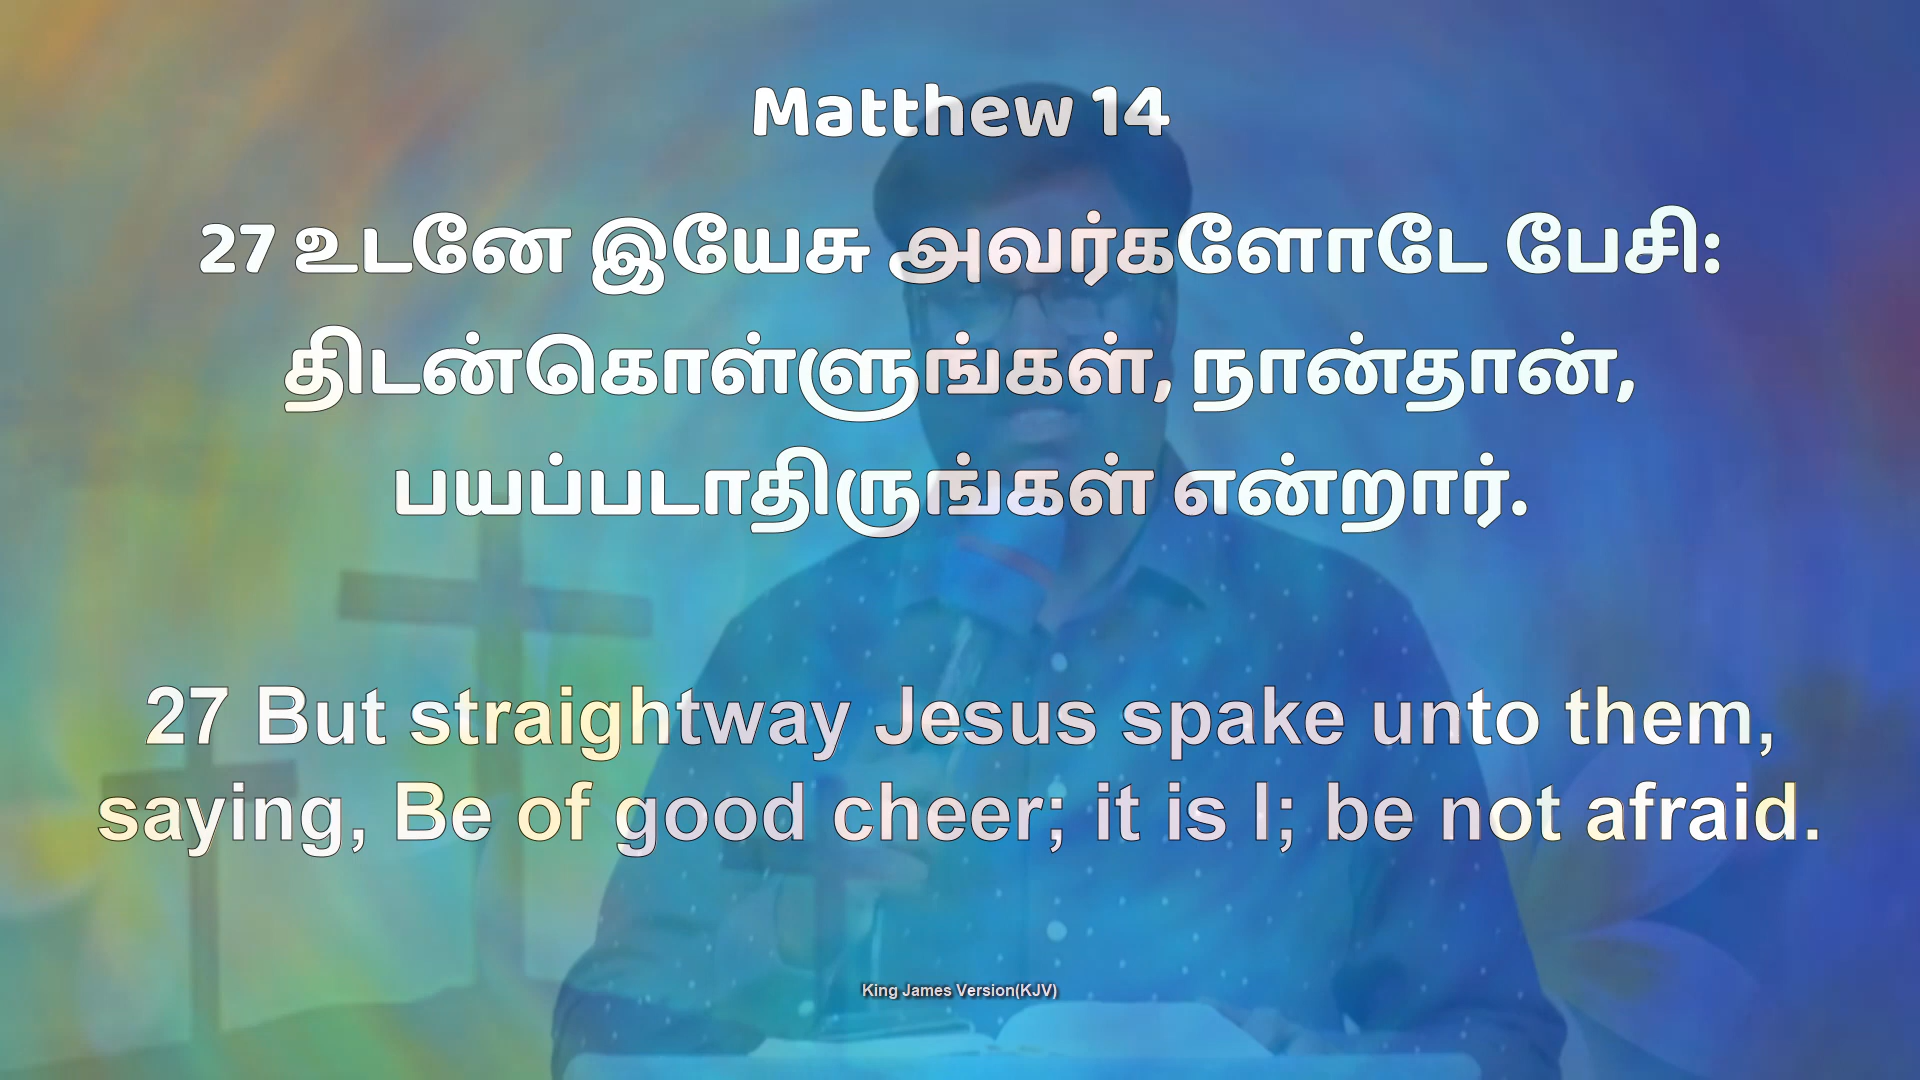 Matthew 14
27 உடனே இயேசு அவர்களோடே பேசி:
திடன்கொள்ளுங்கள், நான்தான்,
பயப்படாதிருங்கள் என்றார்.
27 But straightway Jesus spake unto them,
saying, Be of good cheer; it is I; be not afraid.
King James Version(KJV)